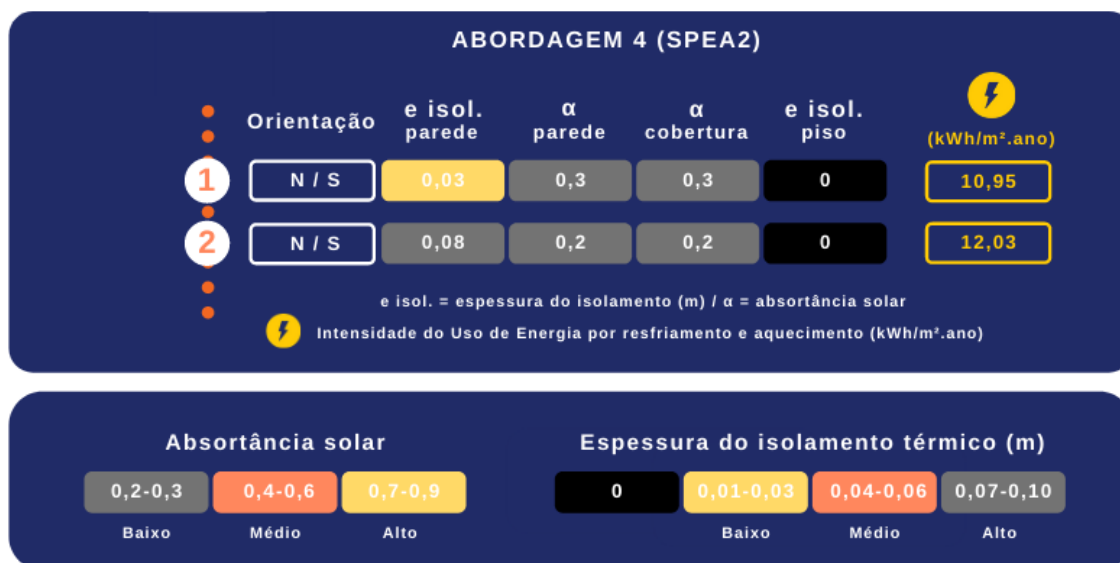 ABORDAGEM 4 (SPEA2)
Orientação e isol. parede α parede α cobertura e isol. piso (kWh/m².ano)
1 N / S 0,03 0,3 0,3 0 10,95
2 N / S 0,08 0,2 0,2 0 12,03
e isol. = espessura do isolamento (m) / α = absortância solar
Intensidade do Uso de Energia por resfriamento e aquecimento (kWh/m².ano)
Absortância solar
0,2-0,3 0,4-0,6 0,7-0,9
Baixo Médio Alto
Espessura do isolamento térmico (m)
0 0,01-0,03 0,04-0,06 0,07-0,10
Baixo Médio Alto